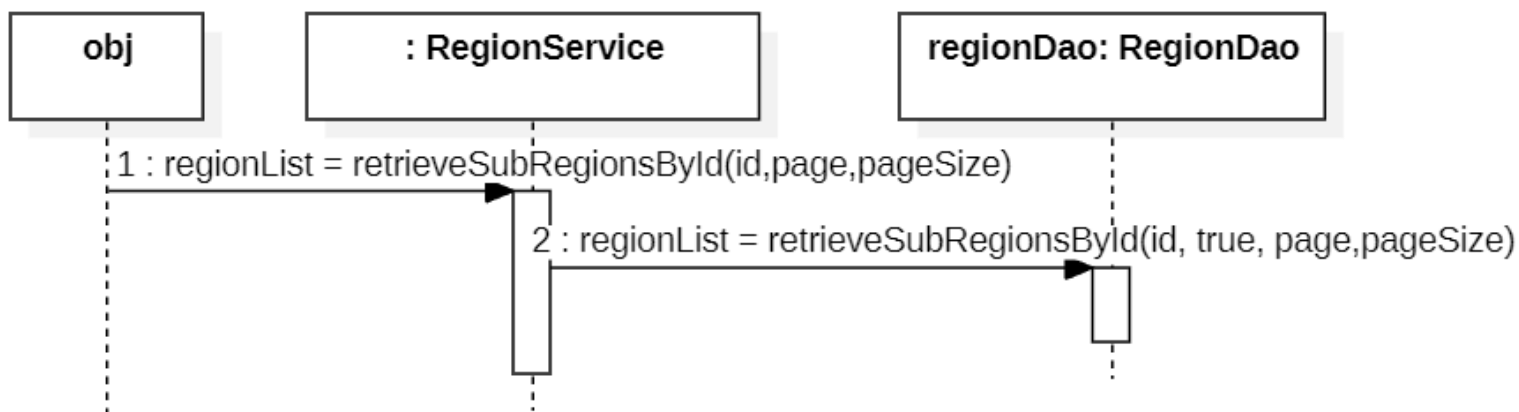 obj
: RegionService
regionDao: RegionDao
1 : regionList = retrieveSubRegionsById(id,page,pageSize)
2 : regionList = retrieveSubRegionsById(id, true, page,pageSize)